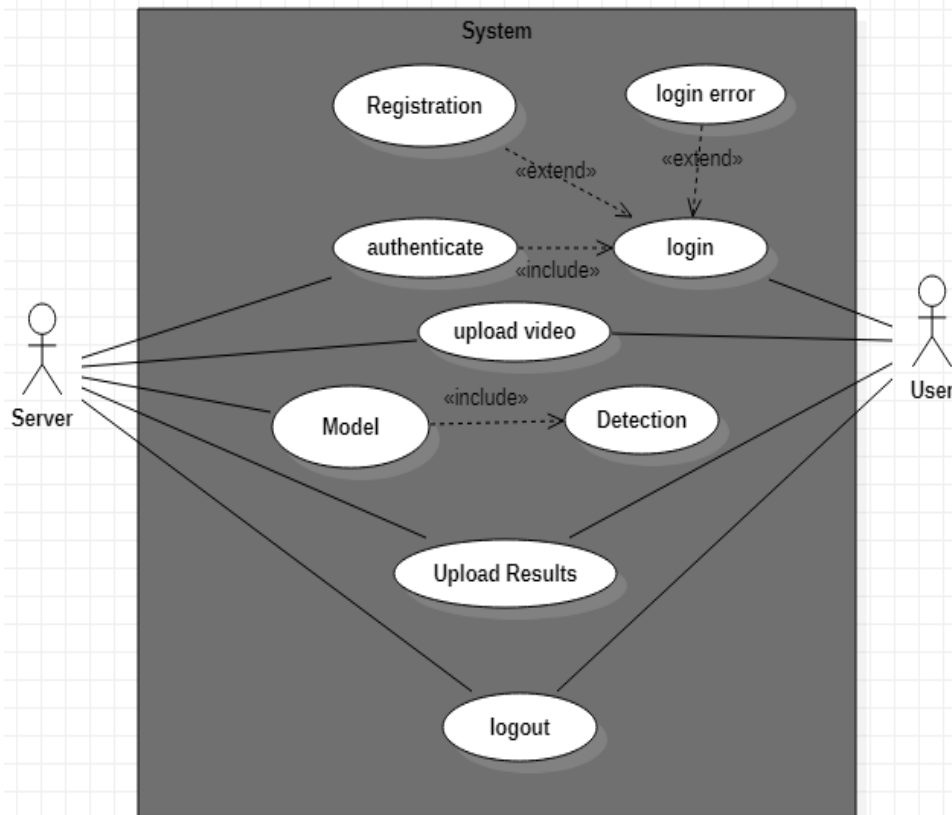 System
Registration
login error
«extend»
«extend»
authenticate
login
«include»
upload video
Server
User
«include»
Model
Detection
Upload Results
logout